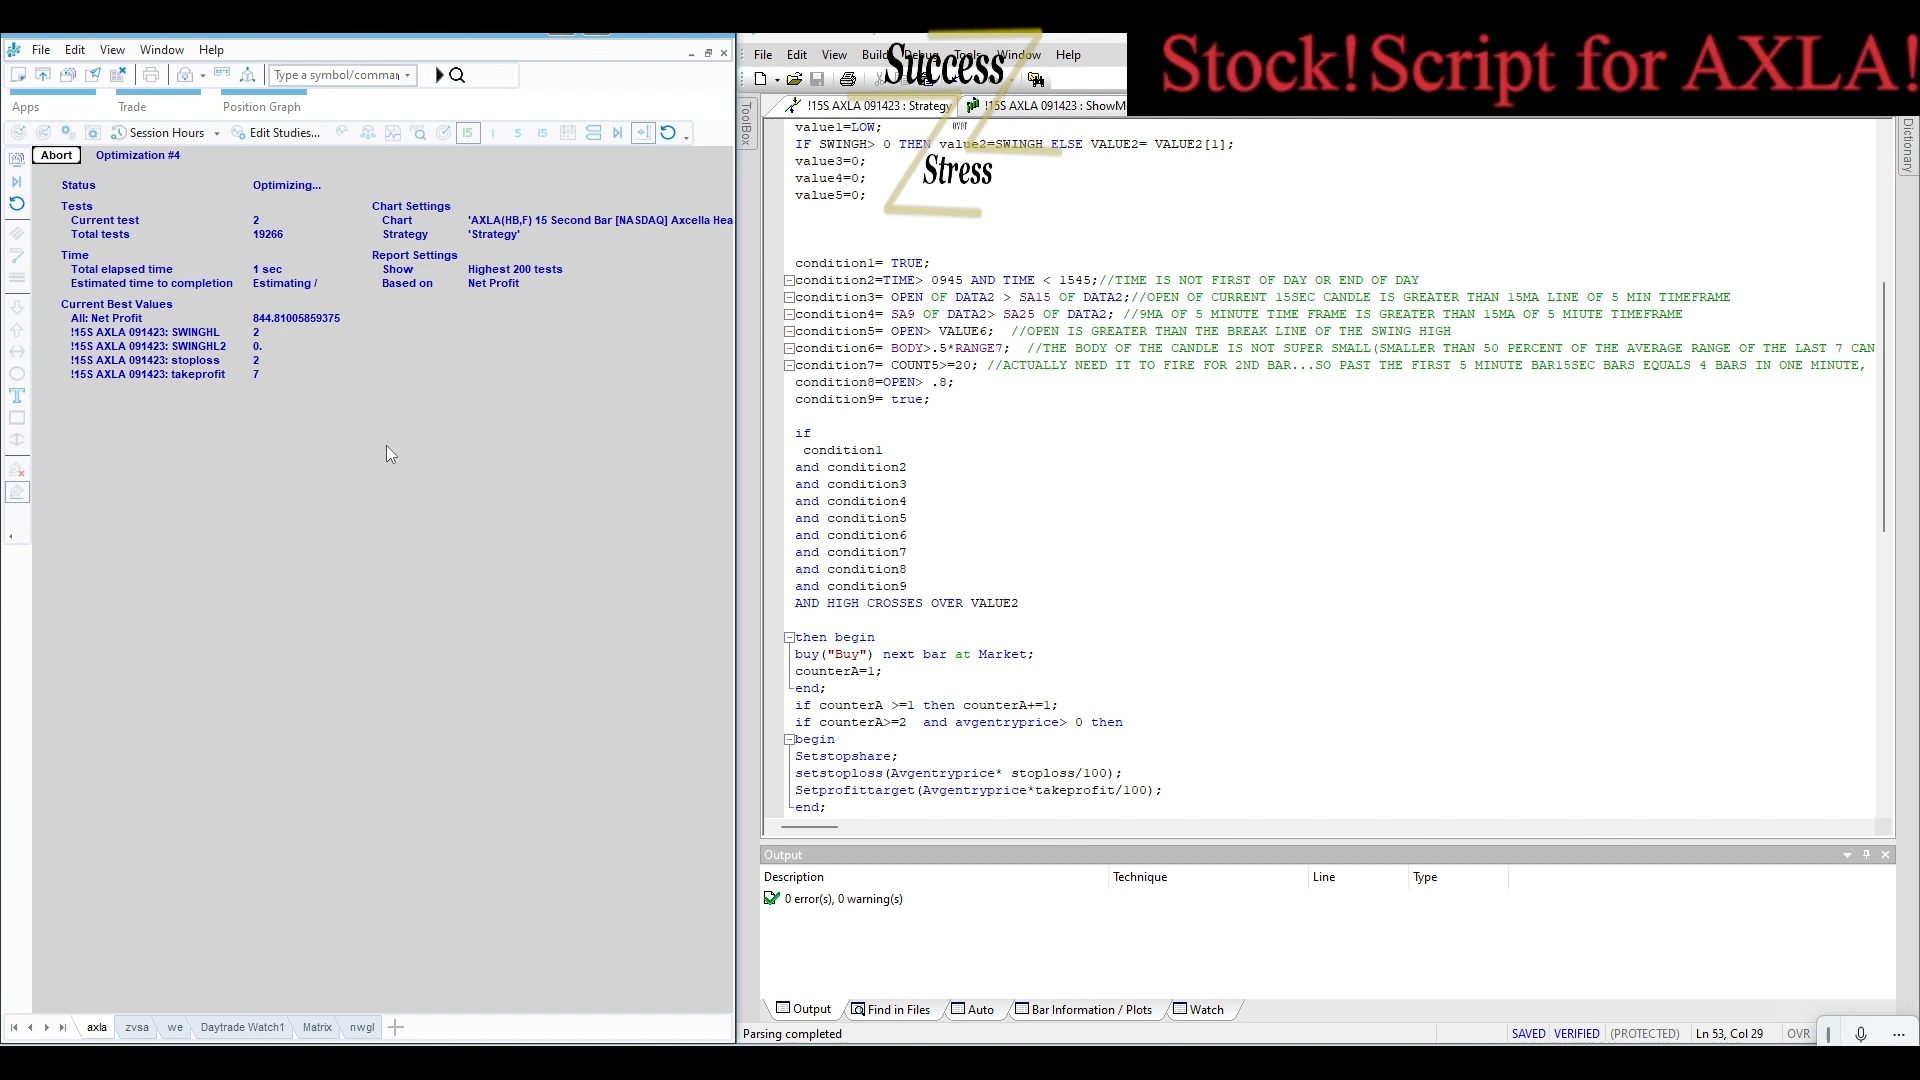 Stock!Script for AXLA!
Success
over
Stress
File Edit View Window Help
Type a symbol/comman
Apps Trade Position Graph
Session Hours Edit Studies...
15 1 5 15
Abort Optimization #4
Status Optimizing...
Tests
Current test 2
Total tests 19266
Time
Total elapsed time 1 sec
Estimated time to completion Estimating /
Current Best Values
All: Net Profit 844.81005859375
!15S AXLA 091423: SWINGHL 2
!15S AXLA 091423: SWINGHL2 0.
!15S AXLA 091423: stoploss 2
!15S AXLA 091423: takeprofit 7
Chart Settings
Chart 'AXLA(HB,F) 15 Second Bar [NASDAQ] Axcella Hea
Strategy 'Strategy'
Report Settings
Show Highest 200 tests
Based on Net Profit
axla zvsa we Daytrade Watch1 Matrix nwgl
File Edit View Build Debug Tools Window Help
ToolBox
!15S AXLA 091423 : Strategy !15S AXLA 091423 : ShowM
Dictionary
value1=LOW;
IF SWINGH> 0 THEN value2=SWINGH ELSE VALUE2= VALUE2[1];
value3=0;
value4=0;
value5=0;
condition1= TRUE;
condition2=TIME> 0945 AND TIME < 1545;//TIME IS NOT FIRST OF DAY OR END OF DAY
condition3= OPEN OF DATA2 > SA15 OF DATA2;//OPEN OF CURRENT 15SEC CANDLE IS GREATER THAN 15MA LINE OF 5 MIN TIMEFRAME
condition4= SA9 OF DATA2> SA25 OF DATA2; //9MA OF 5 MINUTE TIME FRAME IS GREATER THAN 15MA OF 5 MIUTE TIMEFRAME
condition5= OPEN> VALUE6; //OPEN IS GREATER THAN THE BREAK LINE OF THE SWING HIGH
condition6= BODY>.5*RANGE7; //THE BODY OF THE CANDLE IS NOT SUPER SMALL(SMALLER THAN 50 PERCENT OF THE AVERAGE RANGE OF THE LAST 7 CAN
condition7= COUNT5>=20; //ACTUALLY NEED IT TO FIRE FOR 2ND BAR...SO PAST THE FIRST 5 MINUTE BAR15SEC BARS EQUALS 4 BARS IN ONE MINUTE,
condition8=OPEN> .8;
condition9= true;
if
condition1
and condition2
and condition3
and condition4
and condition5
and condition6
and condition7
and condition8
and condition9
AND HIGH CROSSES OVER VALUE2
then begin
buy("Buy") next bar at Market;
counterA=1;
end;
if counterA >=1 then counterA+=1;
if counterA>=2 and avgentryprice> 0 then
begin
Setstopshare;
setstoploss(Avgentryprice* stoploss/100);
Setprofittarget(Avgentryprice*takeprofit/100);
end;
Output
Description Technique Line Type
0 error(s), 0 warning(s)
Output Find in Files Auto Bar Information / Plots Watch
Parsing completed SAVED VERIFIED (PROTECTED) Ln 53, Col 29 OVR